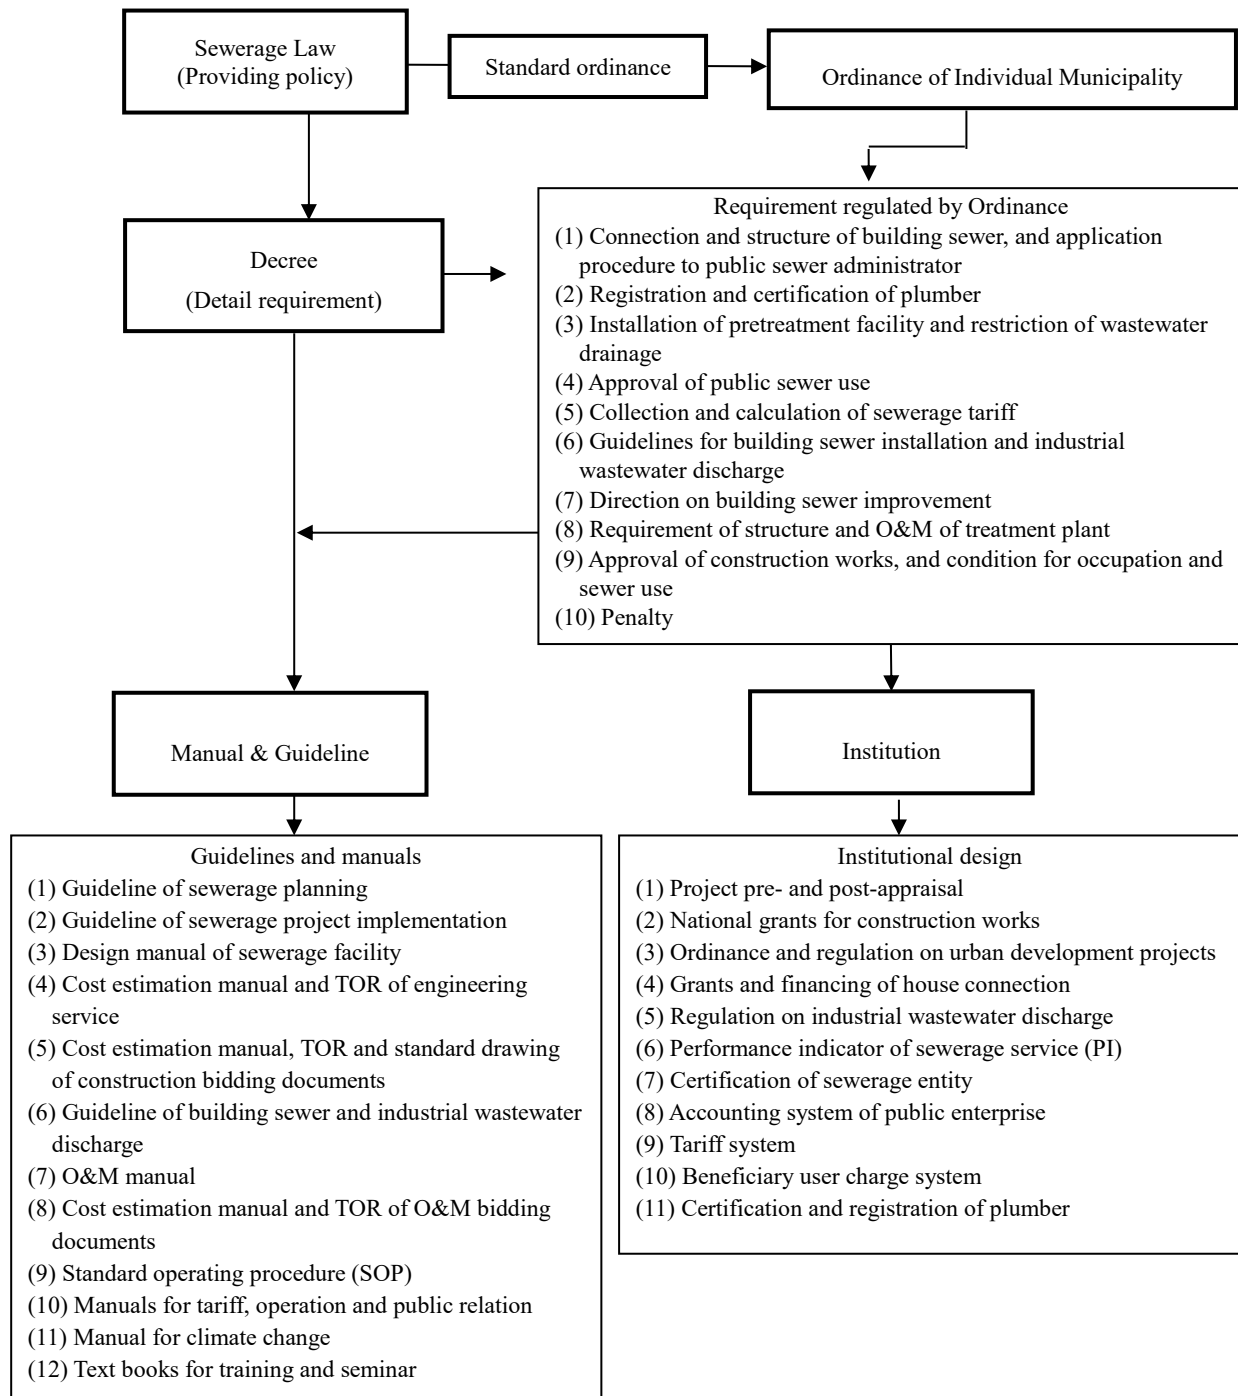 Sewerage Law
(Providing policy)
Standard ordinance
Ordinance of Individual Municipality
Decree
(Detail requirement)
Requirement regulated by Ordinance
(1) Connection and structure of building sewer, and application
procedure to public sewer administrator
(2) Registration and certification of plumber
(3) Installation of pretreatment facility and restriction of wastewater
drainage
(4) Approval of public sewer use
(5) Collection and calculation of sewerage tariff
(6) Guidelines for building sewer installation and industrial
wastewater discharge
(7) Direction on building sewer improvement
(8) Requirement of structure and O&M of treatment plant
(9) Approval of construction works, and condition for occupation and
sewer use
(10) Penalty
Manual & Guideline
Institution
Guidelines and manuals
(1) Guideline of sewerage planning
(2) Guideline of sewerage project implementation
(3) Design manual of sewerage facility
(4) Cost estimation manual and TOR of engineering
service
(5) Cost estimation manual, TOR and standard drawing
of construction bidding documents
(6) Guideline of building sewer and industrial wastewater
discharge
(7) O&M manual
(8) Cost estimation manual and TOR of O&M bidding
documents
(9) Standard operating procedure (SOP)
(10) Manuals for tariff, operation and public relation
(11) Manual for climate change
(12) Text books for training and seminar
Institutional design
(1) Project pre- and post-appraisal
(2) National grants for construction works
(3) Ordinance and regulation on urban development projects
(4) Grants and financing of house connection
(5) Regulation on industrial wastewater discharge
(6) Performance indicator of sewerage service (PI)
(7) Certification of sewerage entity
(8) Accounting system of public enterprise
(9) Tariff system
(10) Beneficiary user charge system
(11) Certification and registration of plumber